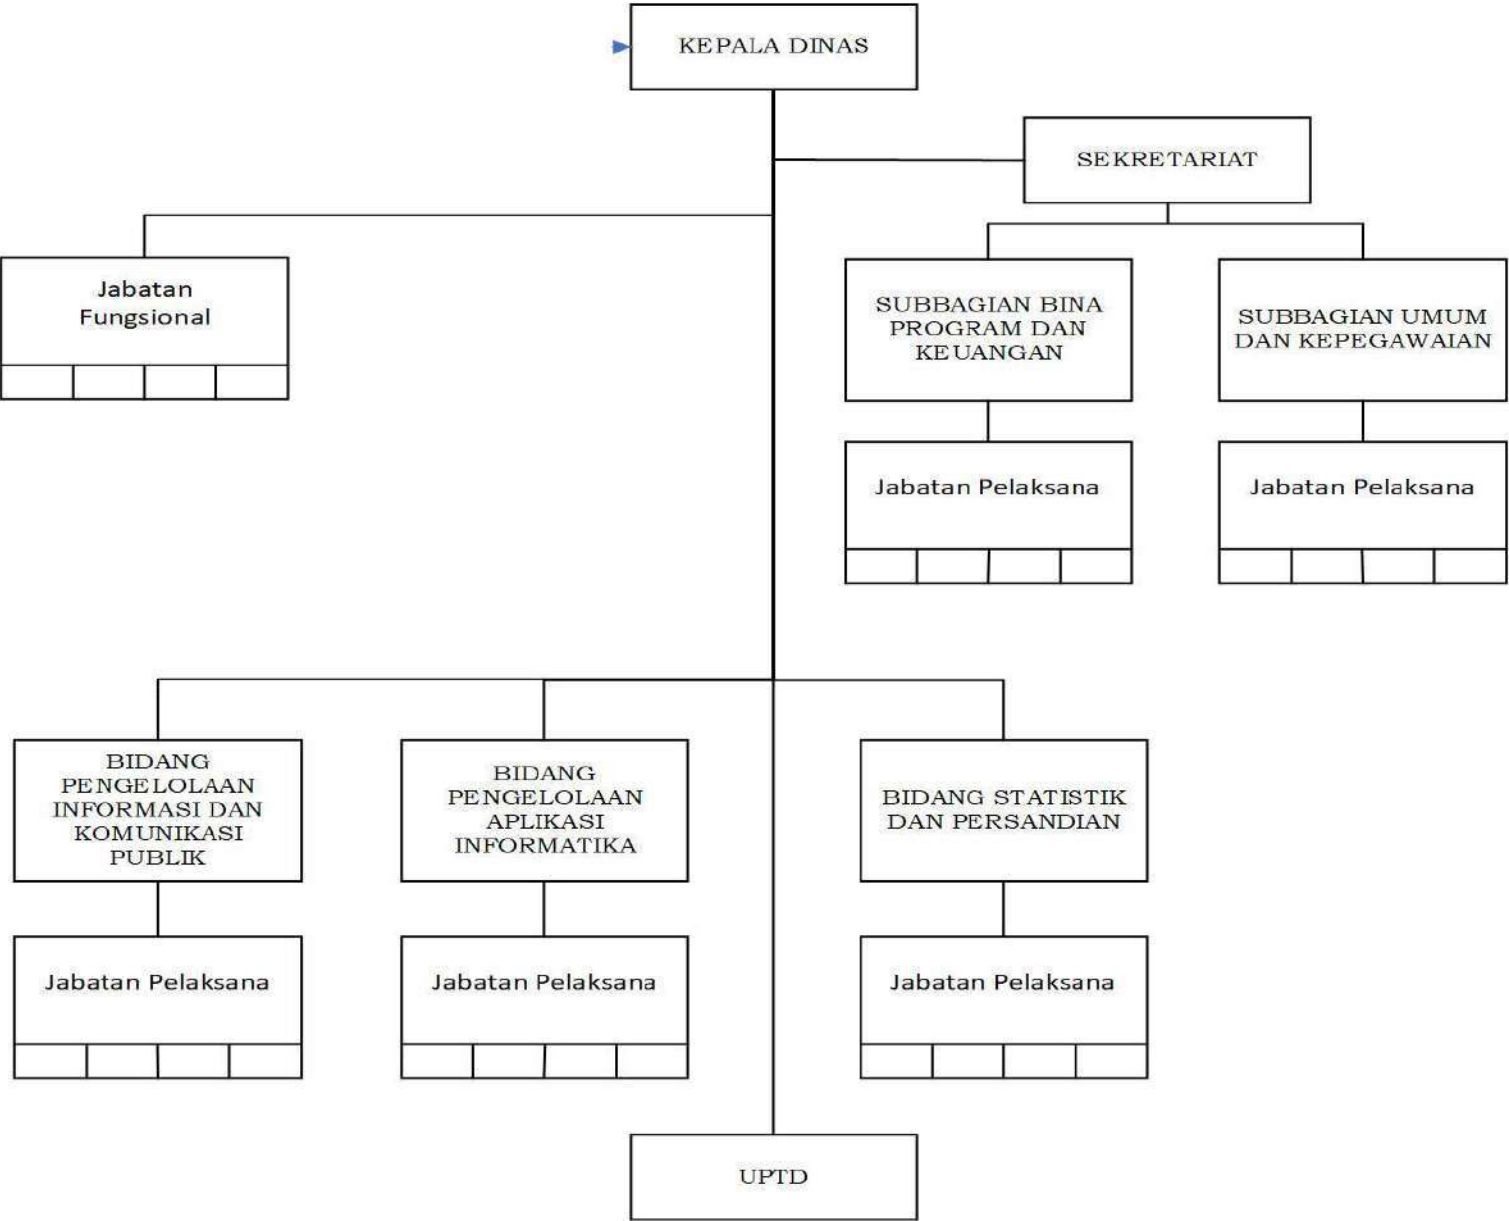 KEPALA DINAS
SEKRETARIAT
Jabatan
Fungsional
SUBBAGIAN BINA
PROGRAM DAN
KEUANGAN
SUBBAGIAN UMUM
DAN KEPEGAWAIAN
Jabatan Pelaksana
Jabatan Pelaksana
BIDANG
PENGELOLAAN
INFORMASI DAN
KOMUNIKASI
PUBLIK
BIDANG
PENGELOLAAN
APLIKASI
INFORMATIKA
BIDANG STATISTIK
DAN PERSANDIAN
Jabatan Pelaksana
Jabatan Pelaksana
Jabatan Pelaksana
UPTD